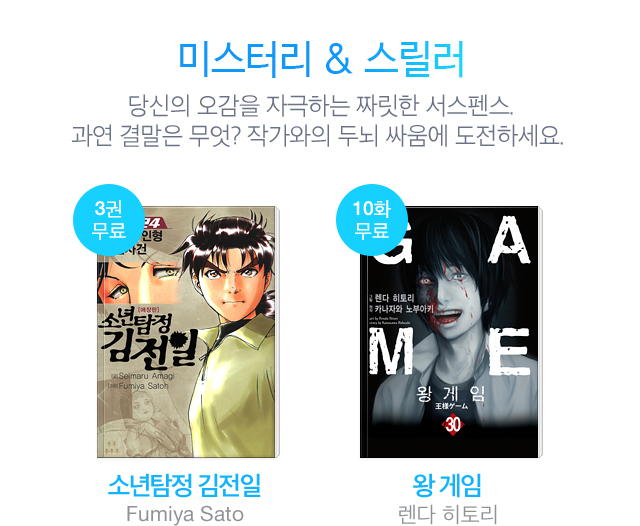 미스터리 & 스릴러
당신의 오감을 자극하는 짜릿한 서스펜스.
과연 결말은 무엇? 작가와의 두뇌 싸움에 도전하세요.
3권
무료
인형
사건
[애장판]
소년탐정
김전일
Seimaru Amagi
Fumiya Satoh
소년탐정 김전일
Fumiya Sato
10화
무료
GA
렌다 히토리
카나자와 노부아키
ME
왕 게임
王様ゲーム
30
왕 게임
렌다 히토리